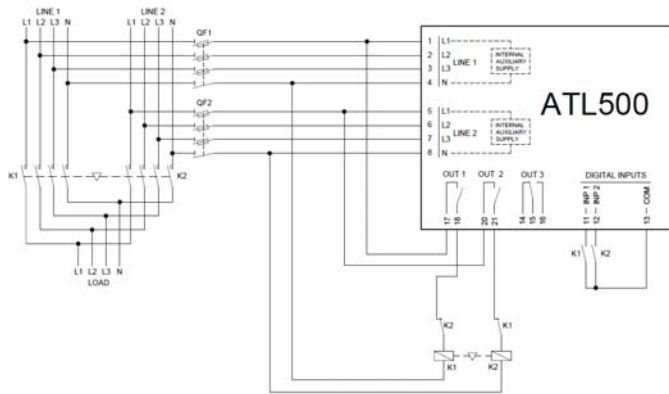 LINE 1 LINE 2
L1 L2 L3 N L1 L2 L3 N
QF1
1 L1
2 L2
3 L3
4 N
LINE 1
INTERNAL
AUXILIARY
SUPPLY
ATL500
QF2
5 L1
6 L2
7 L3
8 N
LINE 2
INTERNAL
AUXILIARY
SUPPLY
K1 K2
OUT 1 OUT 2 OUT 3 DIGITAL INPUTS
17 18 20 21 14 15 16 11 INP 1 12 INP 2 13 COM
K1 K2
L1 L2 L3 N
LOAD
K2 K1
K1 K2